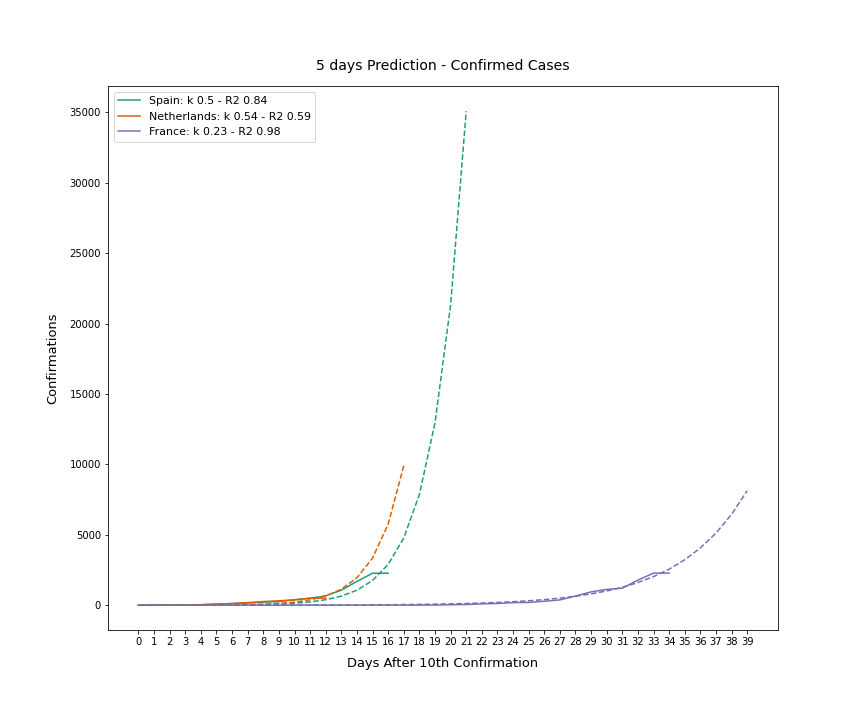 5 days Prediction - Confirmed Cases
Spain: k 0.5 - R2 0.84
Netherlands: k 0.54 - R2 0.59
France: k 0.23 - R2 0.98
35000
30000
25000
20000
15000
10000
5000
0
Confirmations
0 1 2 3 4 5 6 7 8 9 10 11 12 13 14 15 16 17 18 19 20 21 22 23 24 25 26 27 28 29 30 31 32 33 34 35 36 37 38 39
Days After 10th Confirmation